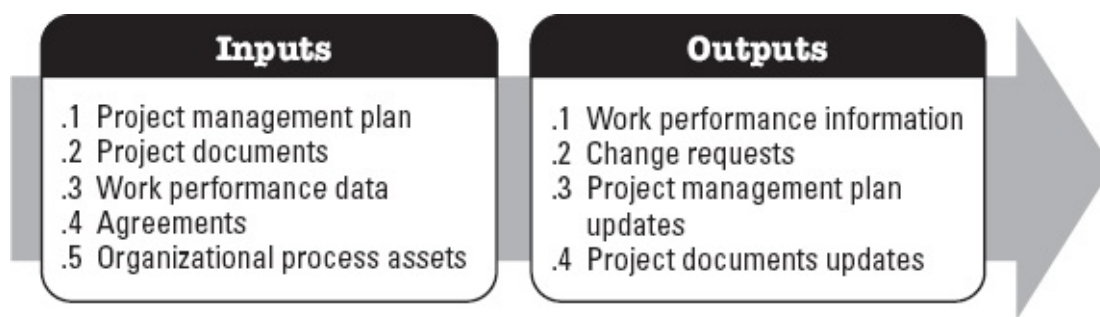 Inputs
.1 Project management plan
.2 Project documents
.3 Work performance data
.4 Agreements
.5 Organizational process assets
Outputs
.1 Work performance information
.2 Change requests
.3 Project management plan
updates
.4 Project documents updates